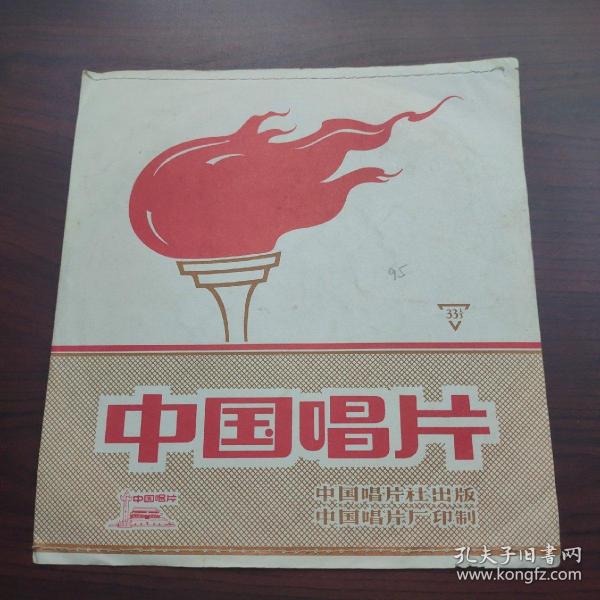 95
33⅓
中国唱片
中国唱片
中国唱片社出版
中国唱片厂印制
孔夫子旧书网
www.kongfz.com